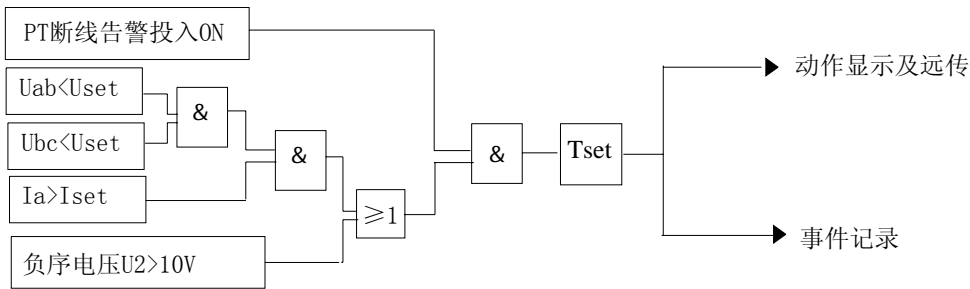 PT断线告警投入ON
Uab<Uset
&
Ubc<Uset
&
Ia>Iset
≥1
负序电压U2>10V
&
Tset
动作显示及远传
事件记录